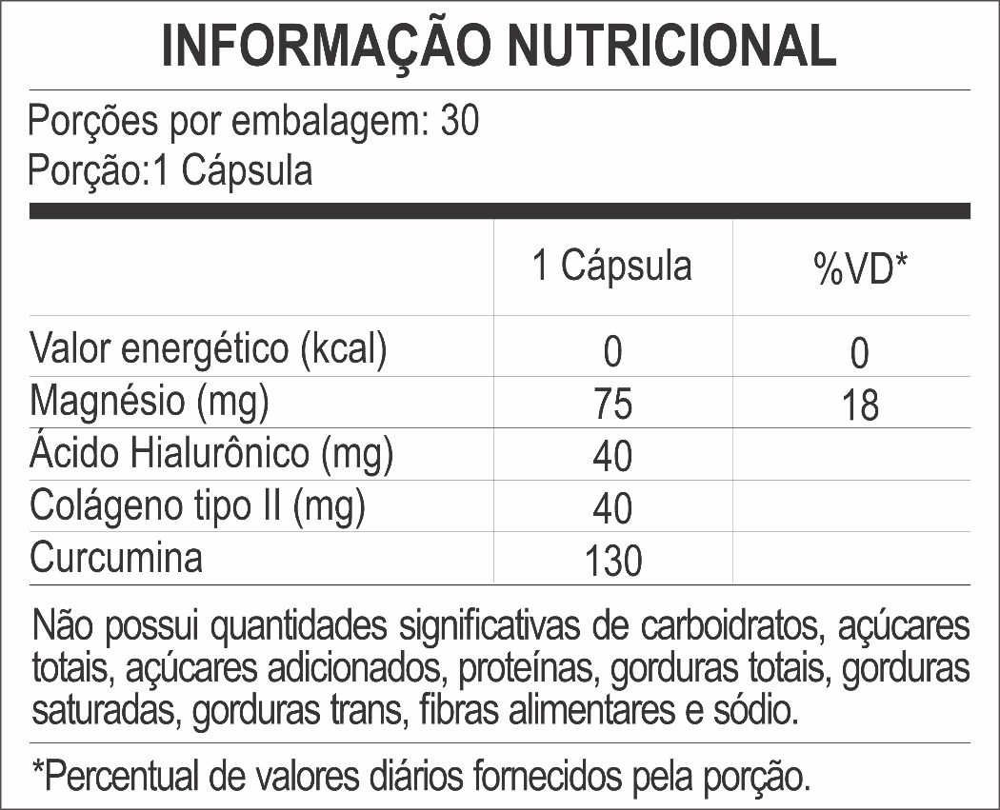 INFORMAÇÃO NUTRICIONAL
Porções por embalagem: 30
Porção:1 Cápsula
1 Cápsula %VD*
Valor energético (kcal) 0 0
Magnésio (mg) 75 18
Ácido Hialurônico (mg) 40
Colágeno tipo II (mg) 40
Curcumina 130
Não possui quantidades significativas de carboidratos, açúcares
totais, açúcares adicionados, proteínas, gorduras totais, gorduras
saturadas, gorduras trans, fibras alimentares e sódio.
*Percentual de valores diários fornecidos pela porção.